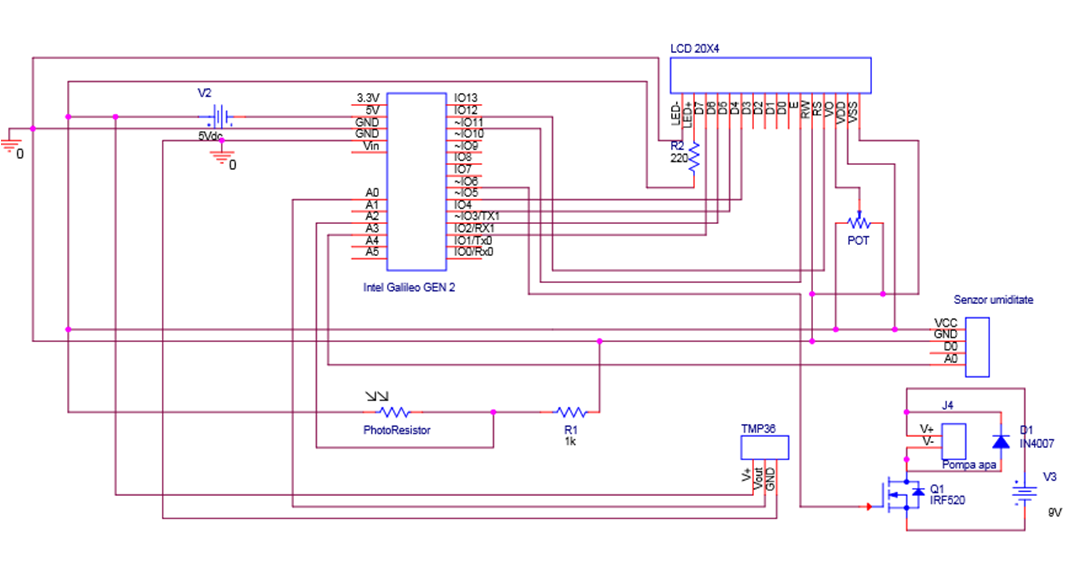 LCD 20X4
LED-
LED+
D7
D6
D5
D4
D3
D2
D1
D0
E
RW
RS
VO
VDD
VSS
V2
5Vdc
0
0
3.3V
5V
GND
GND
Vin
A0
A1
A2
A3
A4
A5
IO13
IO12
~IO11
~IO10
~IO9
IO8
IO7
~IO6
~IO5
IO4
~IO3/TX1
IO2/RX1
IO1/Tx0
IO0/Rx0
Intel Galileo GEN 2
R2
220
POT
Senzor umiditate
VCC
GND
D0
A0
PhotoResistor
R1
1k
TMP36
V+
Vout
GND
J4
V+
V-
Pompa apa
D1
IN4007
Q1
IRF520
V3
9V